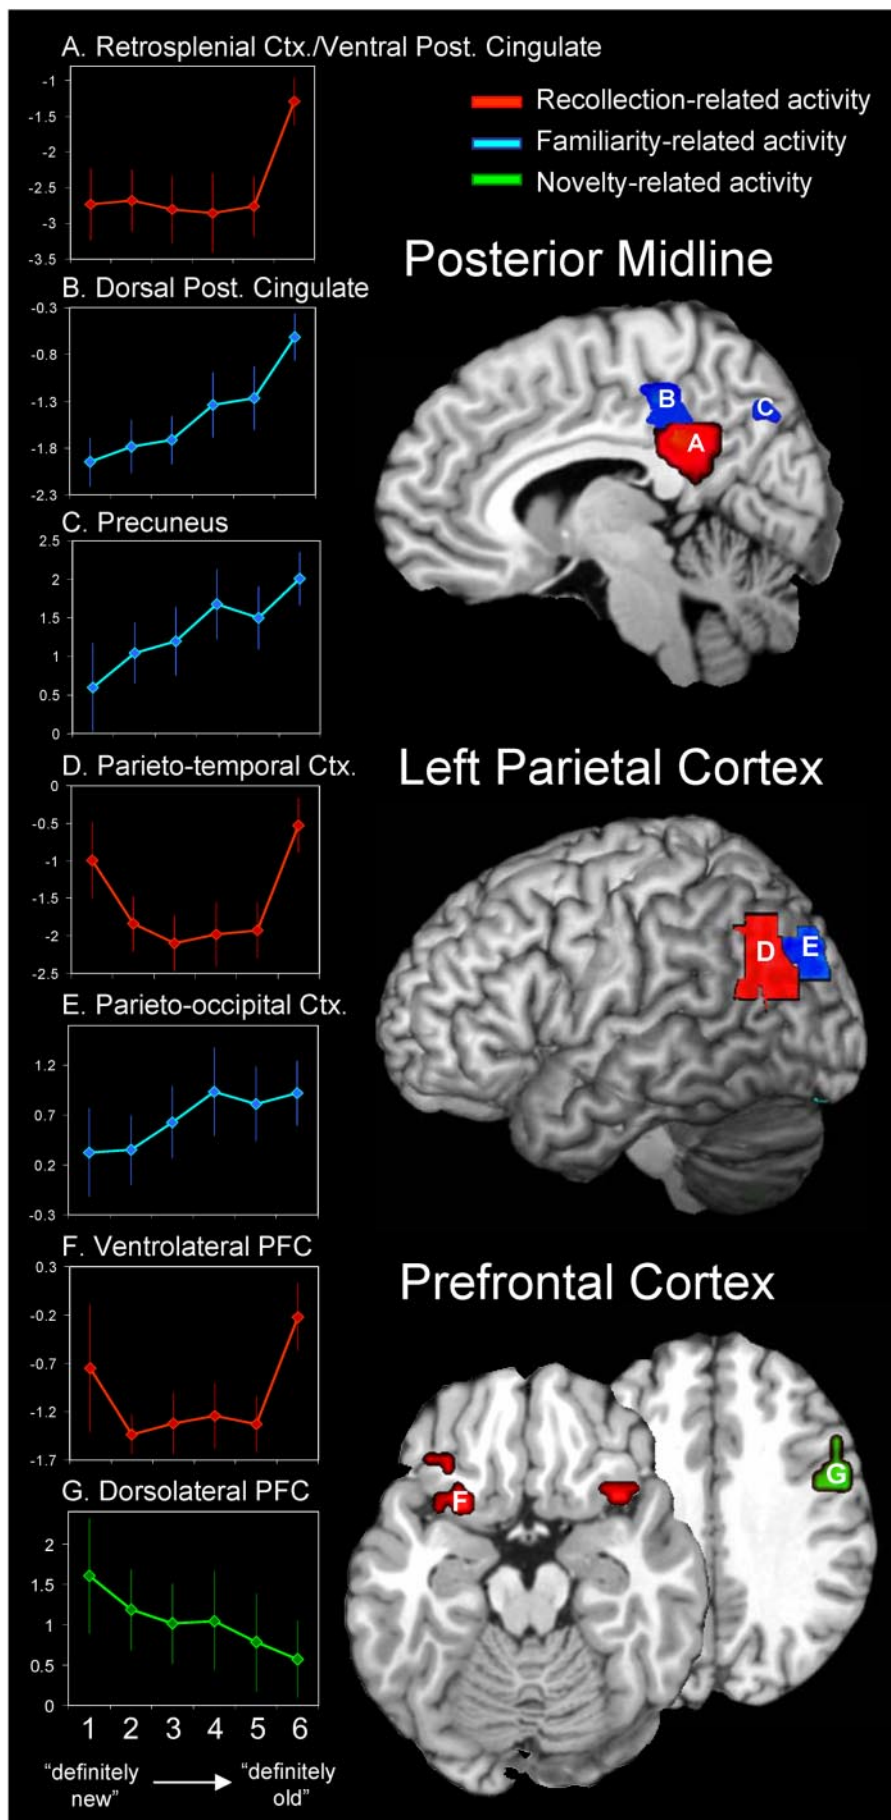 A. Retrosplenial Ctx./Ventral Post. Cingulate
-1
-1.5
-2
-2.5
-3
-3.5
Recollection-related activity
Familiarity-related activity
Novelty-related activity
Posterior Midline
B. Dorsal Post. Cingulate
-0.3
-0.8
-1.3
-1.8
-2.3
B
C
A
C. Precuneus
2.5
2
1.5
1
0.5
0
D. Parieto-temporal Ctx.
0
-0.5
-1
-1.5
-2
-2.5
Left Parietal Cortex
D
E
E. Parieto-occipital Ctx.
1.2
0.7
0.2
-0.3
F. Ventrolateral PFC
0.3
-0.2
-0.7
-1.2
-1.7
Prefrontal Cortex
F
G
G. Dorsolateral PFC
2
1.5
1
0.5
0
1 2 3 4 5 6
“definitely new”
“definitely old”